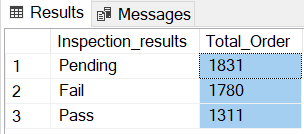 Results Messages
Inspection_results Total_Order
1 Pending 1831
2 Fail 1780
3 Pass 1311